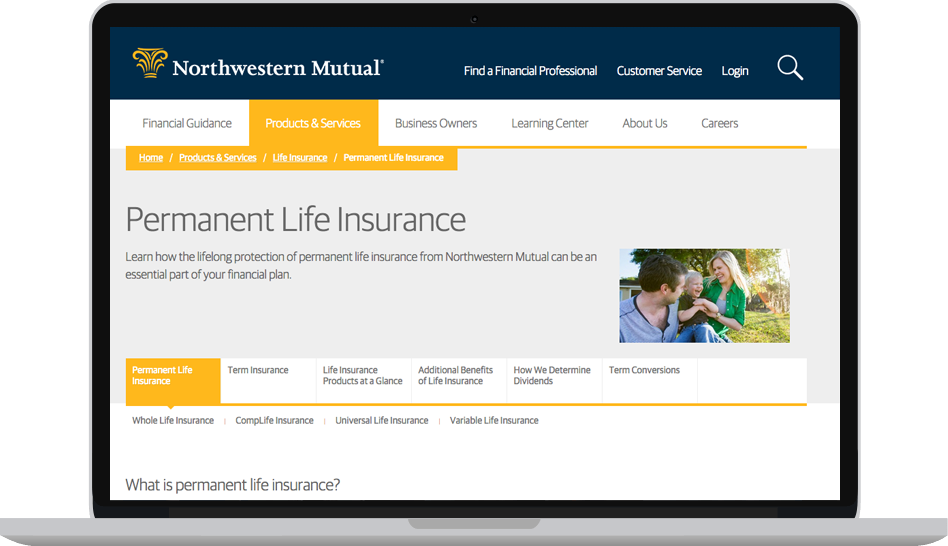 Northwestern Mutual®
Find a Financial Professional Customer Service Login
Financial Guidance Products & Services Business Owners Learning Center About Us Careers
Home / Products & Services / Life Insurance / Permanent Life Insurance
Permanent Life Insurance
Learn how the lifelong protection of permanent life insurance from Northwestern Mutual can be an
essential part of your financial plan.
Permanent Life
Insurance
Term Insurance
Life Insurance
Products at a Glance
Additional Benefits
of Life Insurance
How We Determine
Dividends
Term Conversions
Whole Life Insurance | CompLife Insurance | Universal Life Insurance | Variable Life Insurance
What is permanent life insurance?